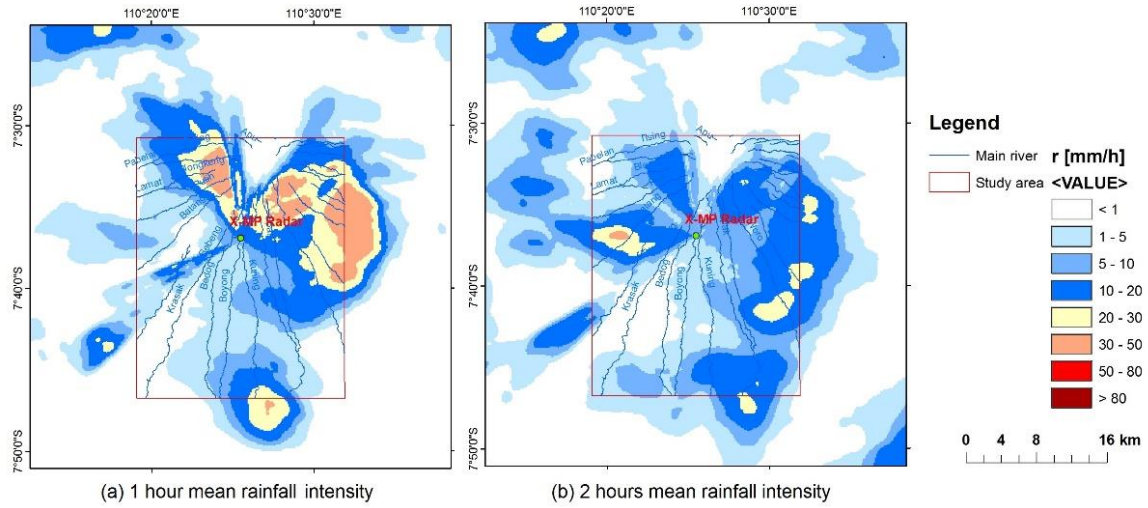 110°20'0"E 110°30'0"E
110°20'0"E 110°30'0"E
7°30'0"S
7°40'0"S
7°50'0"S
Apu
Pabelan
Lamat
Batang
X-MP Radar
Krasak
Bedog
Boyong
Kuning
7°30'0"S
7°40'0"S
7°50'0"S
Apu
Pabelan
Lamat
X-MP Radar
Krasak
Bedog
Boyong
Kuning
Legend
Main river
Study area
r [mm/h]
<VALUE>
< 1
1 - 5
5 - 10
10 - 20
20 - 30
30 - 50
50 - 80
> 80
0 4 8 16 km
(a) 1 hour mean rainfall intensity
(b) 2 hours mean rainfall intensity